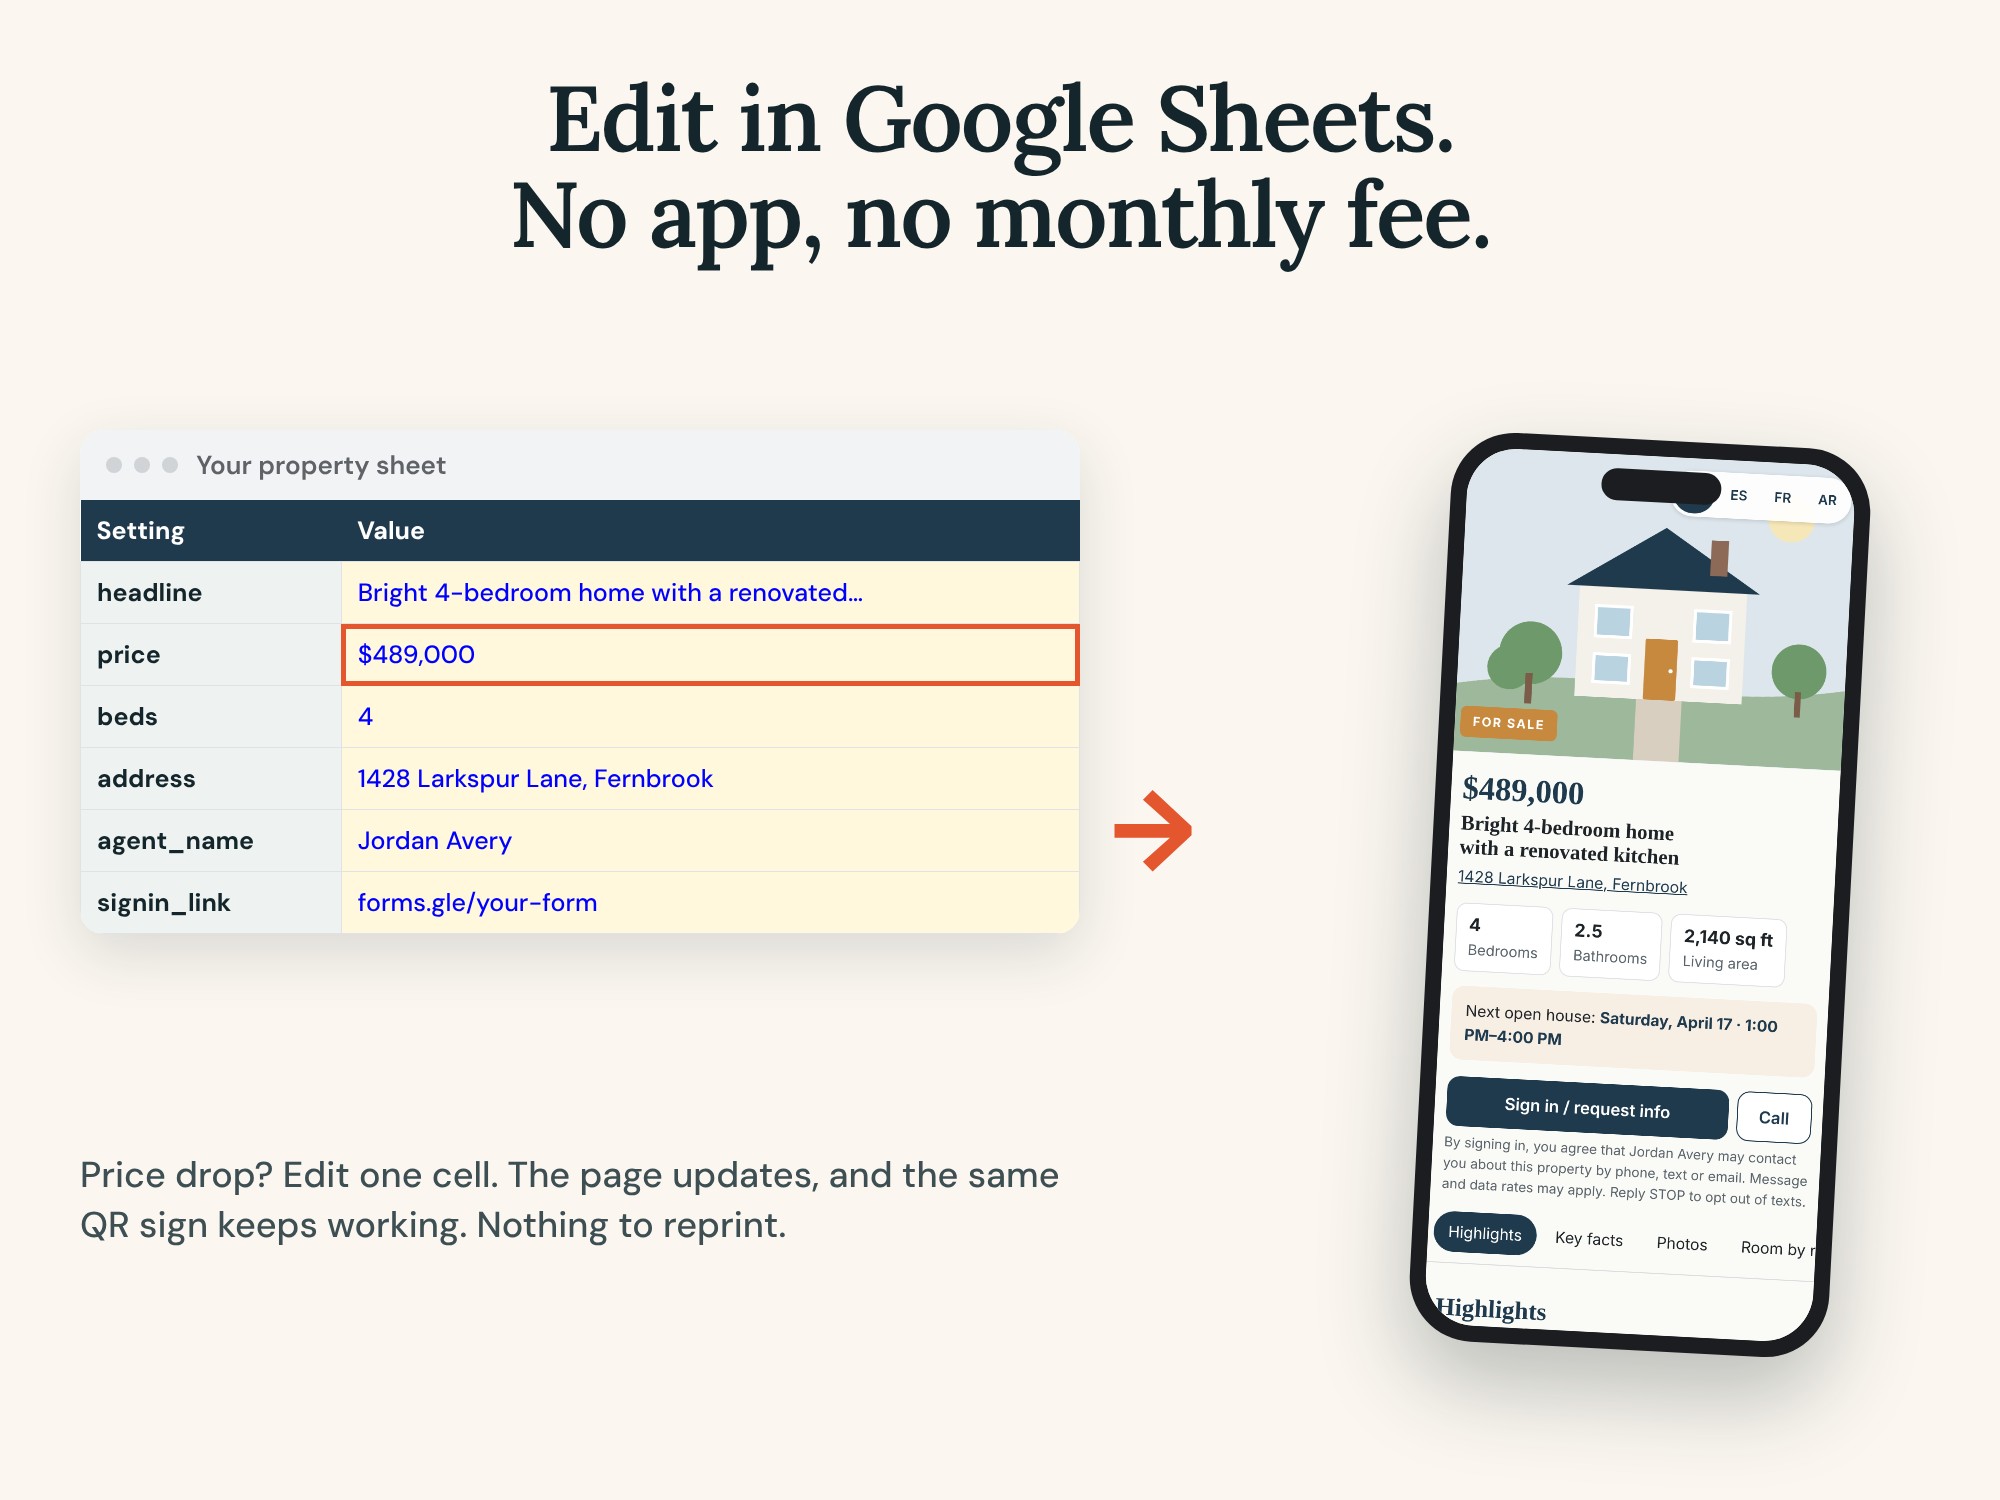 Edit in Google Sheets.
No app, no monthly fee.
Your property sheet
Setting Value
headline Bright 4-bedroom home with a renovated...
price $489,000
beds 4
address 1428 Larkspur Lane, Fernbrook
agent_name Jordan Avery
signin_link forms.gle/your-form
Price drop? Edit one cell. The page updates, and the same
QR sign keeps working. Nothing to reprint.
ES FR AR
FOR SALE
$489,000
Bright 4-bedroom home
with a renovated kitchen
1428 Larkspur Lane, Fernbrook
4 2.5 2,140 sq ft
Bedrooms Bathrooms Living area
Next open house: Saturday, April 17 · 1:00
PM–4:00 PM
Sign in / request info Call
By signing in, you agree that Jordan Avery may contact
you about this property by phone, text or email. Message
and data rates may apply. Reply STOP to opt out of texts.
Highlights Key facts Photos Room by
Highlights